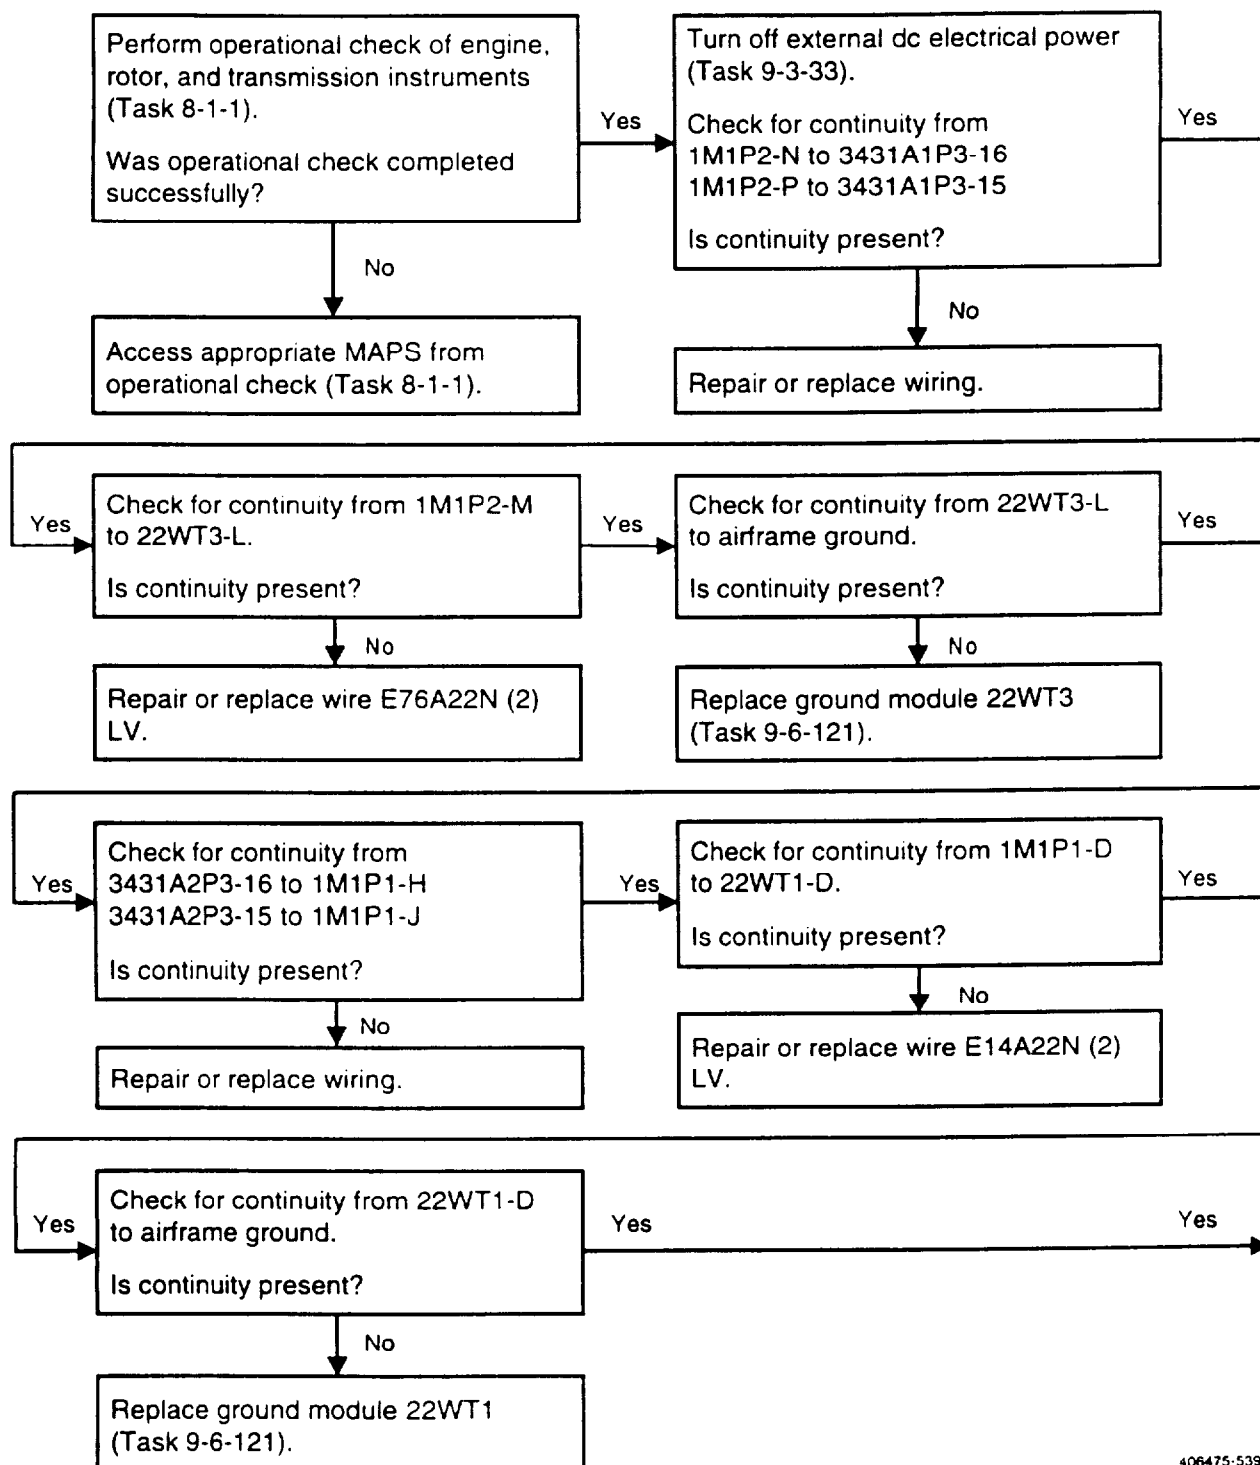 Perform operational check of engine,
rotor, and transmission instruments
(Task 8-1-1).
Was operational check completed
successfully?
Yes
Turn off external dc electrical power
(Task 9-3-33).
Check for continuity from
1M1P2-N to 3431A1P3-16
1M1P2-P to 3431A1P3-15
Is continuity present?
Yes
No
Access appropriate MAPS from
operational check (Task 8-1-1).
No
Repair or replace wiring.
Yes
Check for continuity from 1M1P2-M
to 22WT3-L.
Is continuity present?
Yes
Check for continuity from 22WT3-L
to airframe ground.
Is continuity present?
Yes
No
Repair or replace wire E76A22N (2)
LV.
No
Replace ground module 22WT3
(Task 9-6-121).
Yes
Check for continuity from
3431A2P3-16 to 1M1P1-H
3431A2P3-15 to 1M1P1-J
Is continuity present?
Yes
Check for continuity from 1M1P1-D
to 22WT1-D.
Is continuity present?
Yes
No
Repair or replace wiring.
No
Repair or replace wire E14A22N (2)
LV.
Yes
Check for continuity from 22WT1-D
to airframe ground.
Is continuity present?
Yes
Yes
No
Replace ground module 22WT1
(Task 9-6-121).
406475-539